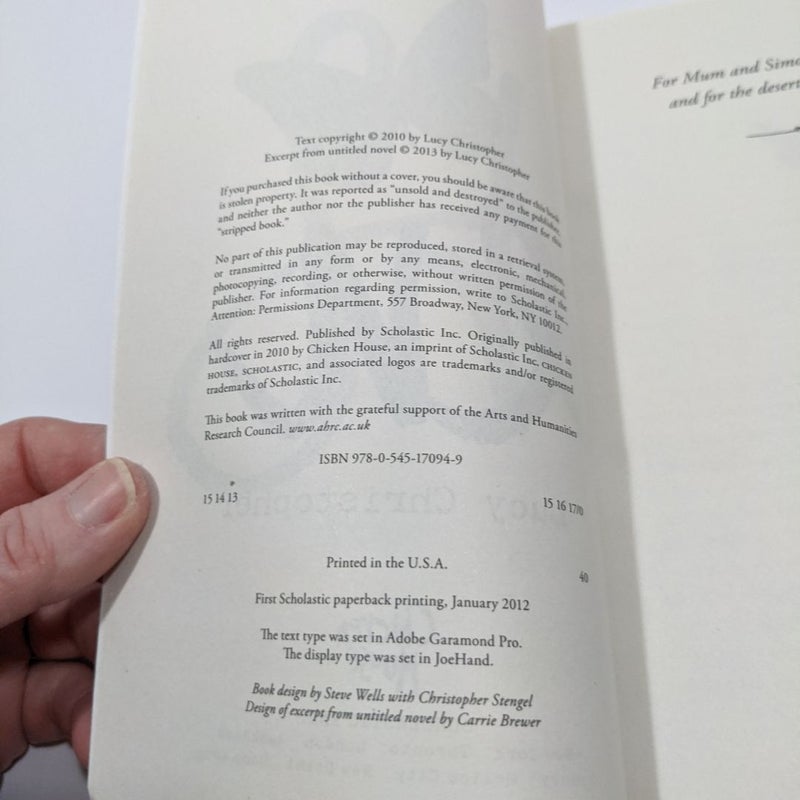 Text copyright © 2010 by Lucy Christopher
Excerpt from untitled novel © 2013 by Lucy Christopher
If you purchased this book without a cover, you should be aware that this book
is stolen property. It was reported as "unsold and destroyed" to the publisher,
and neither the author nor the publisher has received any payment for this
"stripped book."
No part of this publication may be reproduced, stored in a retrieval system,
or transmitted in any form or by any means, electronic, mechanical,
photocopying, recording, or otherwise, without written permission of the
publisher. For information regarding permission, write to Scholastic Inc.,
Attention: Permissions Department, 557 Broadway, New York, NY 10012.
All rights reserved. Published by Scholastic Inc. Originally published in
hardcover in 2010 by Chicken House, an imprint of Scholastic Inc. CHICKEN
HOUSE, SCHOLASTIC, and associated logos are trademarks and/or registered
trademarks of Scholastic Inc.
This book was written with the grateful support of the Arts and Humanities
Research Council. www.ahrc.ac.uk
ISBN 978-0-545-17094-9
15 14 13 15 16 17/0
Printed in the U.S.A. 40
First Scholastic paperback printing, January 2012
The text type was set in Adobe Garamond Pro.
The display type was set in JoeHand.
Book design by Steve Wells with Christopher Stengel
Design of excerpt from untitled novel by Carrie Brewer
For Mum and
and for the desert